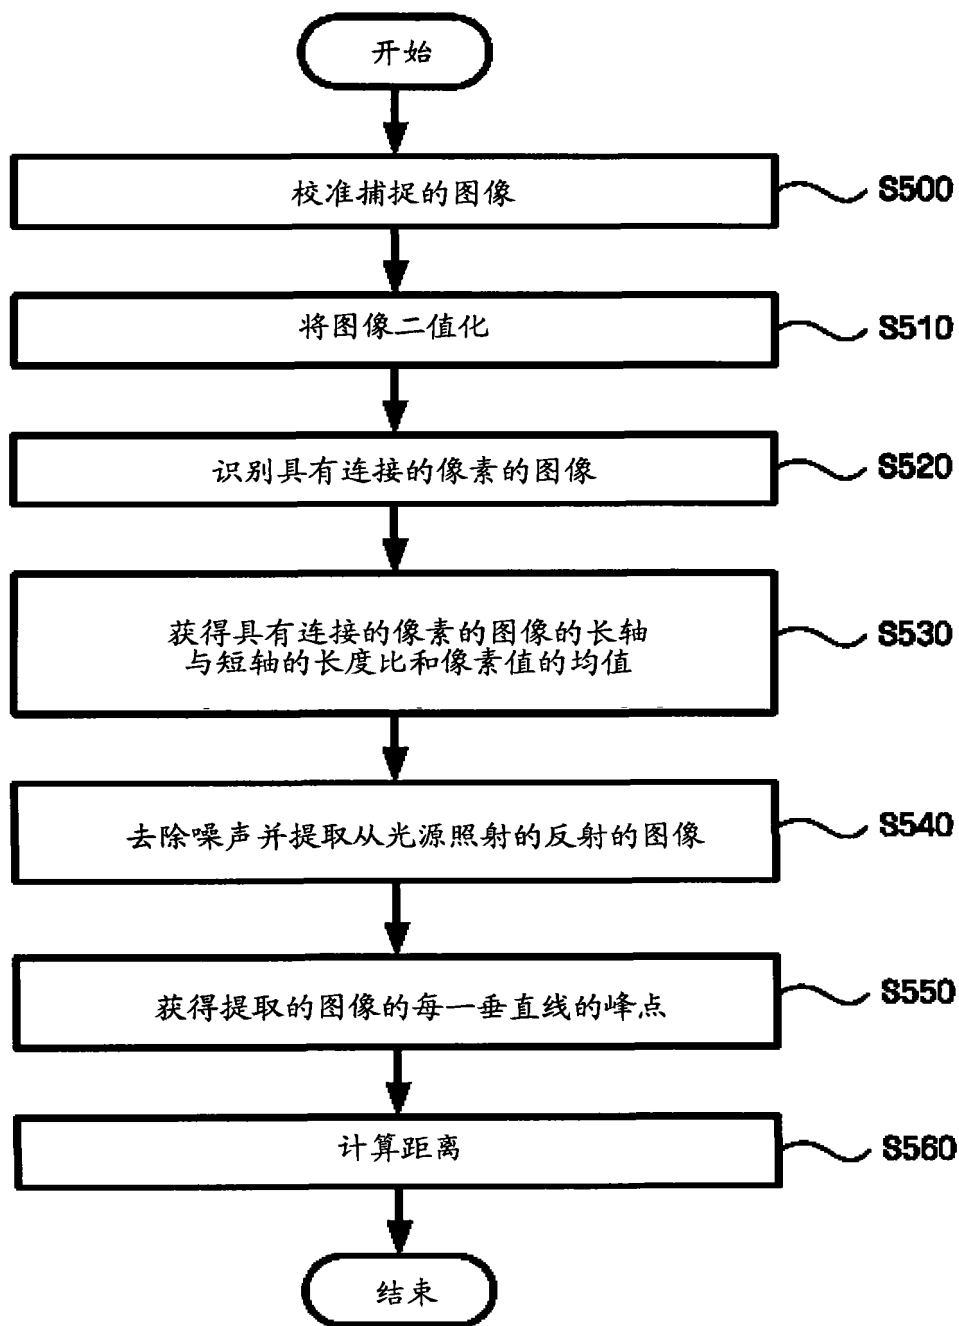 开始
校准捕捉的图像
S500
将图像二值化
S510
识别具有连接的像素的图像
S520
获得具有连接的像素的图像的长轴
与短轴的长度比和像素值的均值
S530
去除噪声并提取从光源照射的反射的图像
S540
获得提取的图像的每一垂直线的峰点
S550
计算距离
S560
结束